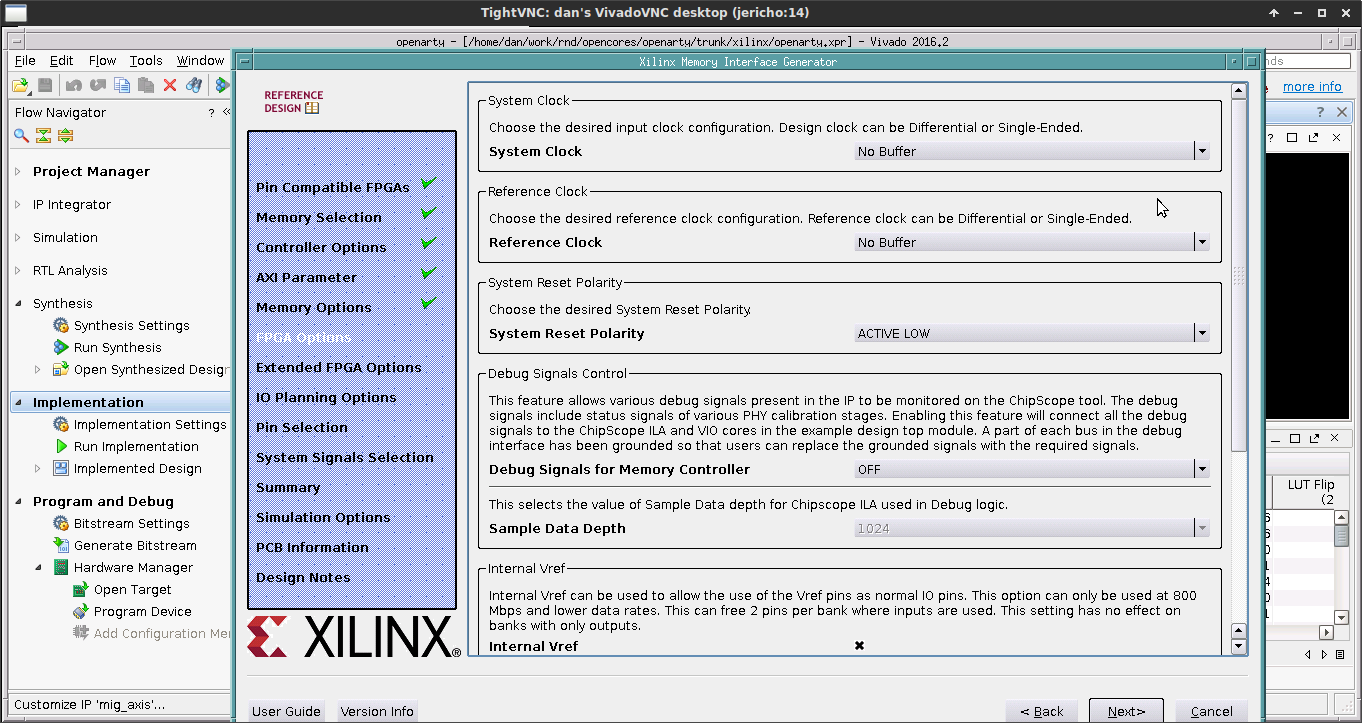 TightVNC: dan's VivadoVNC desktop (jericho:14)
openarty - [/home/dan/work/rnd/opencores/openarty/trunk/xilinx/openarty.xpr] - Vivado 2016.2
File Edit Flow Tools Window
more info
Flow Navigator ? «
Project Manager
IP Integrator
Simulation
RTL Analysis
Synthesis
Synthesis Settings
Run Synthesis
Open Synthesized Design
Implementation
Implementation Settings
Run Implementation
Implemented Design
Program and Debug
Bitstream Settings
Generate Bitstream
Hardware Manager
Open Target
Program Device
Add Configuration Me
Customize IP 'mig_axis'...
Xilinx Memory Interface Generator
REFERENCE
DESIGN
Pin Compatible FPGAs
Memory Selection
Controller Options
AXI Parameter
Memory Options
FPGA Options
Extended FPGA Options
IO Planning Options
Pin Selection
System Signals Selection
Summary
Simulation Options
PCB Information
Design Notes
XILINX®
System Clock
Choose the desired input clock configuration. Design clock can be Differential or Single-Ended.
System Clock No Buffer
Reference Clock
Choose the desired reference clock configuration. Reference clock can be Differential or Single-Ended.
Reference Clock No Buffer
System Reset Polarity
Choose the desired System Reset Polarity.
System Reset Polarity ACTIVE LOW
Debug Signals Control
This feature allows various debug signals present in the IP to be monitored on the ChipScope tool. The debug
signals include status signals of various PHY calibration stages. Enabling this feature will connect all the debug
signals to the ChipScope ILA and VIO cores in the example design top module. A part of each bus in the debug
interface has been grounded so that users can replace the grounded signals with the required signals.
Debug Signals for Memory Controller OFF
This selects the value of Sample Data depth for Chipscope ILA used in Debug logic.
Sample Data Depth 1024
Internal Vref
Internal Vref can be used to allow the use of the Vref pins as normal IO pins. This option can only be used at 800
Mbps and lower data rates. This can free 2 pins per bank where inputs are used. This setting has no effect on
banks with only outputs.
Internal Vref
User Guide Version Info < Back Next> Cancel
LUT Flip
(2